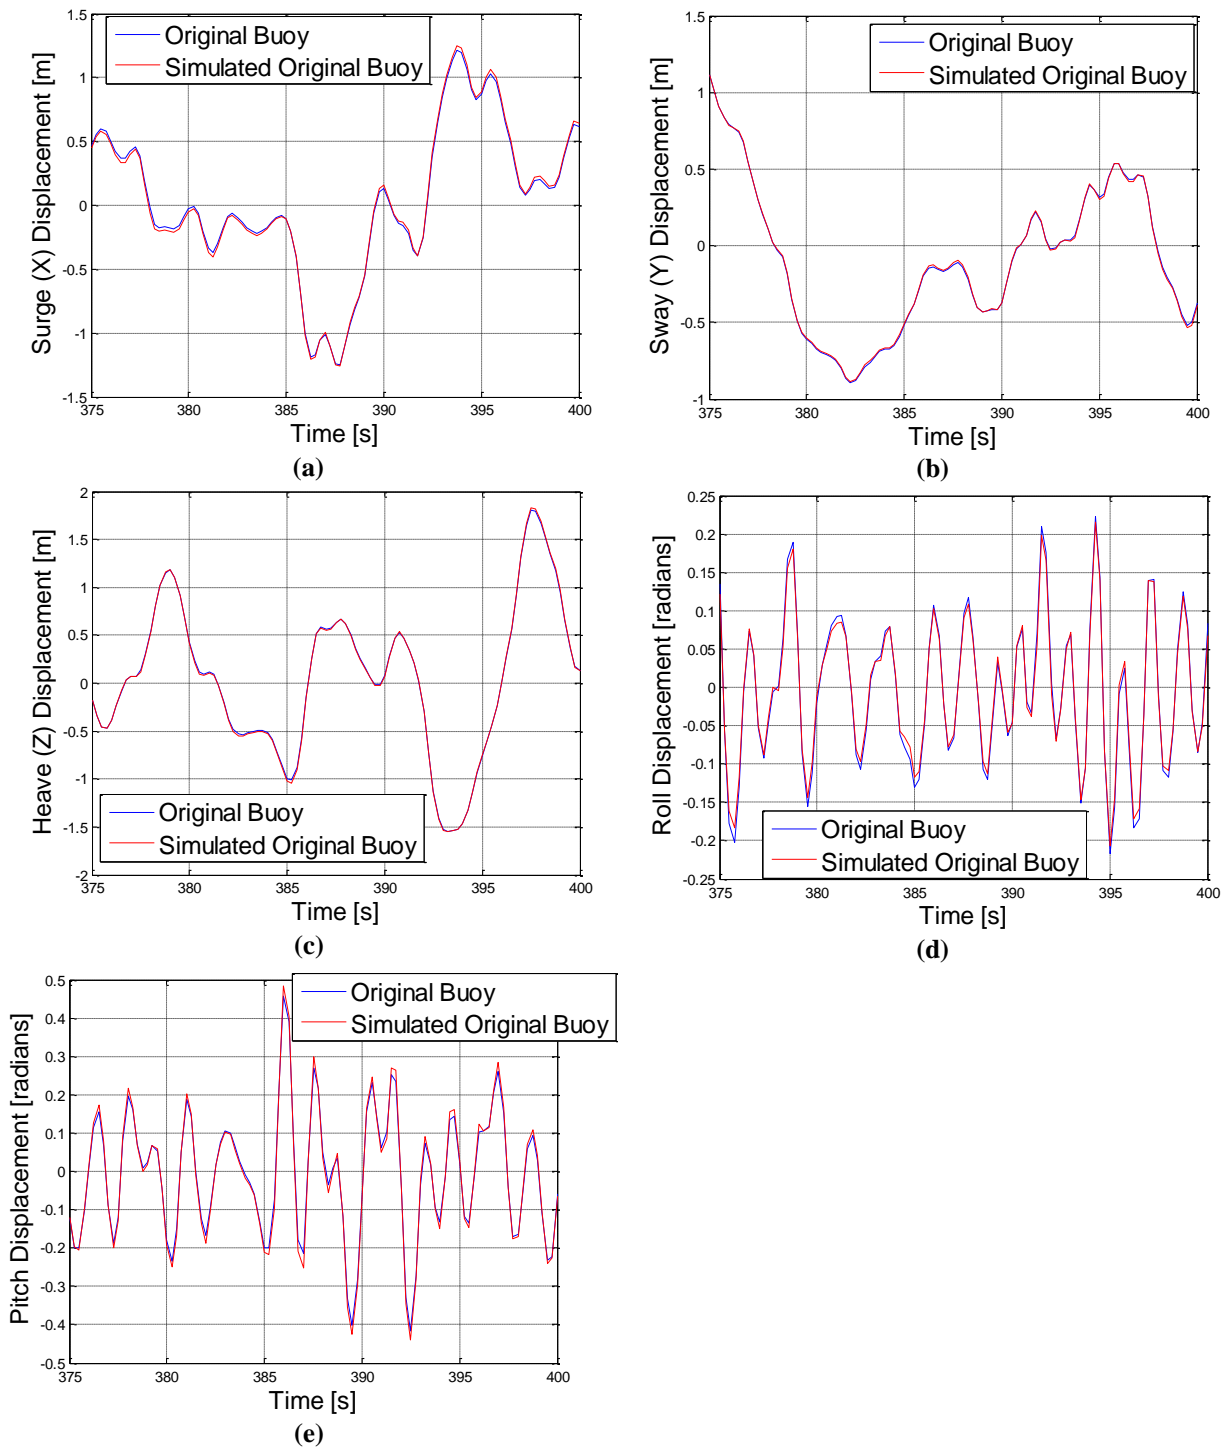 Original Buoy
Simulated Original Buoy
Surge (X) Displacement [m]
1.5
1
0.5
0
-0.5
-1
-1.5
375 380 385 390 395 400
Time [s]
(a)
Original Buoy
Simulated Original Buoy
Sway (Y) Displacement [m]
1.5
1
0.5
0
-0.5
-1
375 380 385 390 395 400
Time [s]
(b)
Heave (Z) Displacement [m]
2
1.5
1
0.5
0
-0.5
-1
-1.5
-2
Original Buoy
Simulated Original Buoy
375 380 385 390 395 400
Time [s]
(c)
Roll Displacement [radians]
0.25
0.2
0.15
0.1
0.05
0
-0.05
-0.1
-0.15
-0.2
-0.25
Original Buoy
Simulated Original Buoy
375 380 385 390 395 400
Time [s]
(d)
Original Buoy
Simulated Original Buoy
Pitch Displacement [radians]
0.5
0.4
0.3
0.2
0.1
0
-0.1
-0.2
-0.3
-0.4
-0.5
375 380 385 390 395 400
Time [s]
(e)